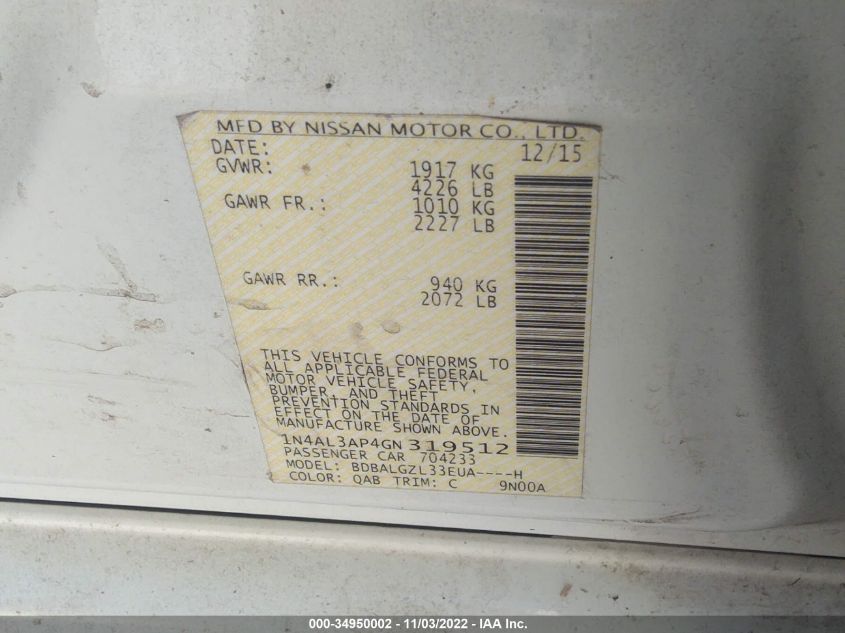 MFD BY NISSAN MOTOR CO., LTD.
DATE: 12/15
GVWR: 1917 KG
4226 LB
GAWR FR.: 1010 KG
2227 LB
GAWR RR.: 940 KG
2072 LB
THIS VEHICLE CONFORMS TO
ALL APPLICABLE FEDERAL
MOTOR VEHICLE SAFETY,
BUMPER, AND THEFT
PREVENTION STANDARDS IN
EFFECT ON THE DATE OF
MANUFACTURE SHOWN ABOVE.
1N4AL3AP4GN319512
PASSENGER CAR 704233
MODEL: BDBALGZL33EUA----H
COLOR: QAB TRIM: C 9N00A
000-34950002 - 11/03/2022 - IAA Inc.